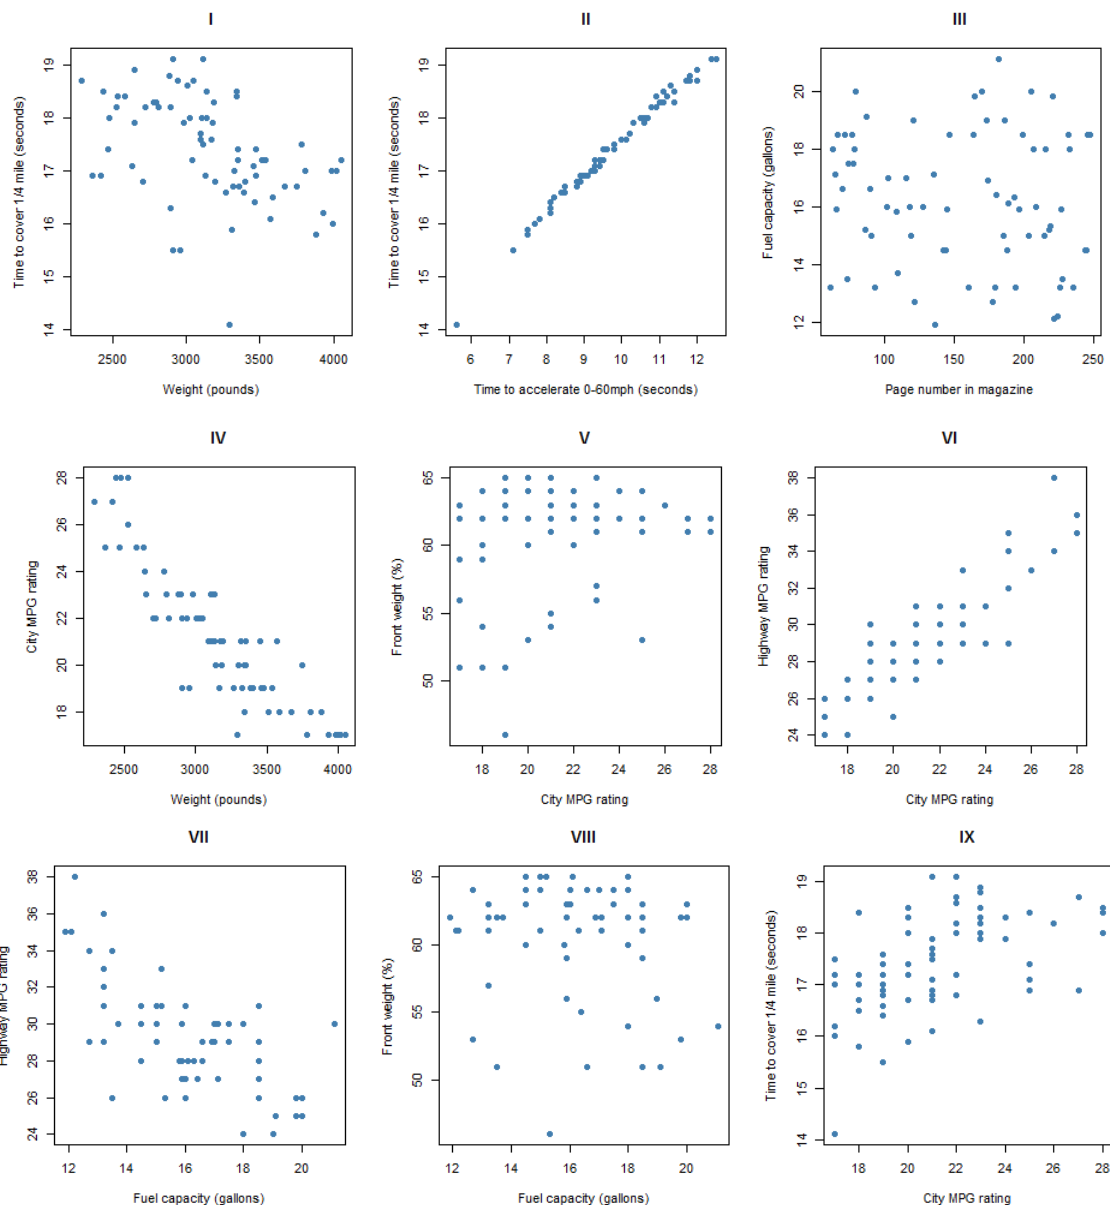 I
II
III
Time to cover 1/4 mile (seconds)
14 15 16 17 18 19
2500 3000 3500 4000
Weight (pounds)
Time to cover 1/4 mile (seconds)
14 15 16 17 18 19
6 7 8 9 10 11 12
Time to accelerate 0-60mph (seconds)
Fuel capacity (gallons)
12 14 16 18 20
100 150 200 250
Page number in magazine
IV
V
VI
City MPG rating
18 20 22 24 26 28
2500 3000 3500 4000
Weight (pounds)
Front weight (%)
50 55 60 65
18 20 22 24 26 28
City MPG rating
Highway MPG rating
24 26 28 30 32 34 36 38
18 20 22 24 26 28
City MPG rating
VII
VIII
IX
Highway MPG rating
24 26 28 30 32 34 36 38
12 14 16 18 20
Fuel capacity (gallons)
Front weight (%)
50 55 60 65
12 14 16 18 20
Fuel capacity (gallons)
Time to cover 1/4 mile (seconds)
14 15 16 17 18 19
18 20 22 24 26 28
City MPG rating